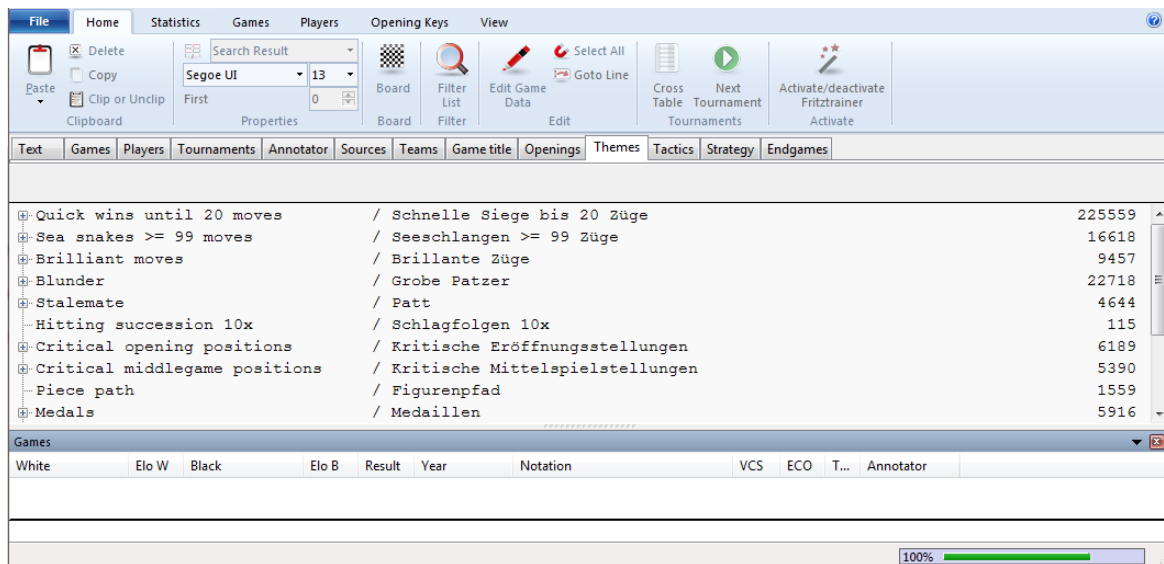 File Home Statistics Games Players Opening Keys View
Paste
Delete
Copy
Clip or Unclip
Clipboard
Search Result
Segoe UI 13
First 0
Properties
Board
Board
Filter List
Filter
Edit Game Data
Select All
Goto Line
Edit
Cross Table
Next Tournament
Tournaments
Activate/deactivate Fritztrainer
Activate
Text Games Players Tournaments Annotator Sources Teams Game title Openings Themes Tactics Strategy Endgames
Quick wins until 20 moves / Schnelle Siege bis 20 Züge 225559
Sea snakes >= 99 moves / Seeschlangen >= 99 Züge 16618
Brilliant moves / Brillante Züge 9457
Blunder / Grobe Patzer 22718
Stalemate / Patt 4644
Hitting succession 10x / Schlagfolgen 10x 115
Critical opening positions / Kritische Eröffnungsstellungen 6189
Critical middlegame positions / Kritische Mittelspielstellungen 5390
Piece path / Figurenpfad 1559
Medals / Medaillen 5916
Games
White Elo W Black Elo B Result Year Notation VCS ECO T... Annotator
100%